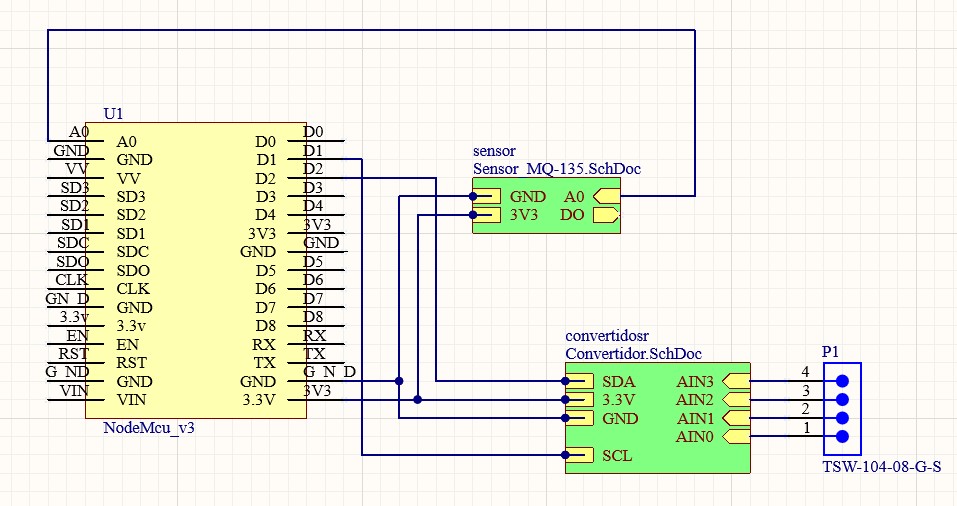 U1
A0 A0 D0 D0
GND GND D1 D1
VV VV D2 D2
SD3 SD3 D3 D3
SD2 SD2 D4 D4
SD1 SD1 3V3 3V3
SDC SDC GND GND
SDO SDO D5 D5
CLK CLK D6 D6
GN D GND D7 D7
3.3v 3.3v D8 D8
EN EN RX RX
RST RST TX TX
G ND GND GND G N D
VIN VIN 3.3V 3V3
NodeMcu_v3
sensor
Sensor_MQ-135.SchDoc
GND A0
3V3 DO
convertidosr
Convertidor.SchDoc
SDA AIN3
3.3V AIN2
GND AIN1
AIN0
SCL
P1
4
3
2
1
TSW-104-08-G-S